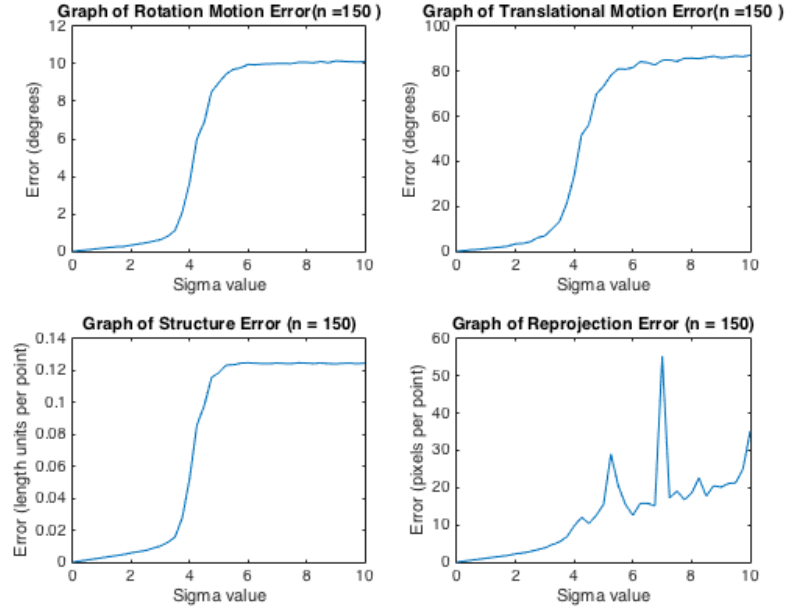 Graph of Rotation Motion Error(n =150 )
12
10
8
6
4
2
0
Error (degrees)
0 2 4 6 8 10
Sigma value
Graph of Translational Motion Error(n =150 )
100
80
60
40
20
0
Error (degrees)
0 2 4 6 8 10
Sigma value
Graph of Structure Error (n = 150)
0.14
0.12
0.1
0.08
0.06
0.04
0.02
0
Error (length units per point)
0 2 4 6 8 10
Sigma value
Graph of Reprojection Error (n = 150)
60
50
40
30
20
10
0
Error (pixels per point)
0 2 4 6 8 10
Sigma value